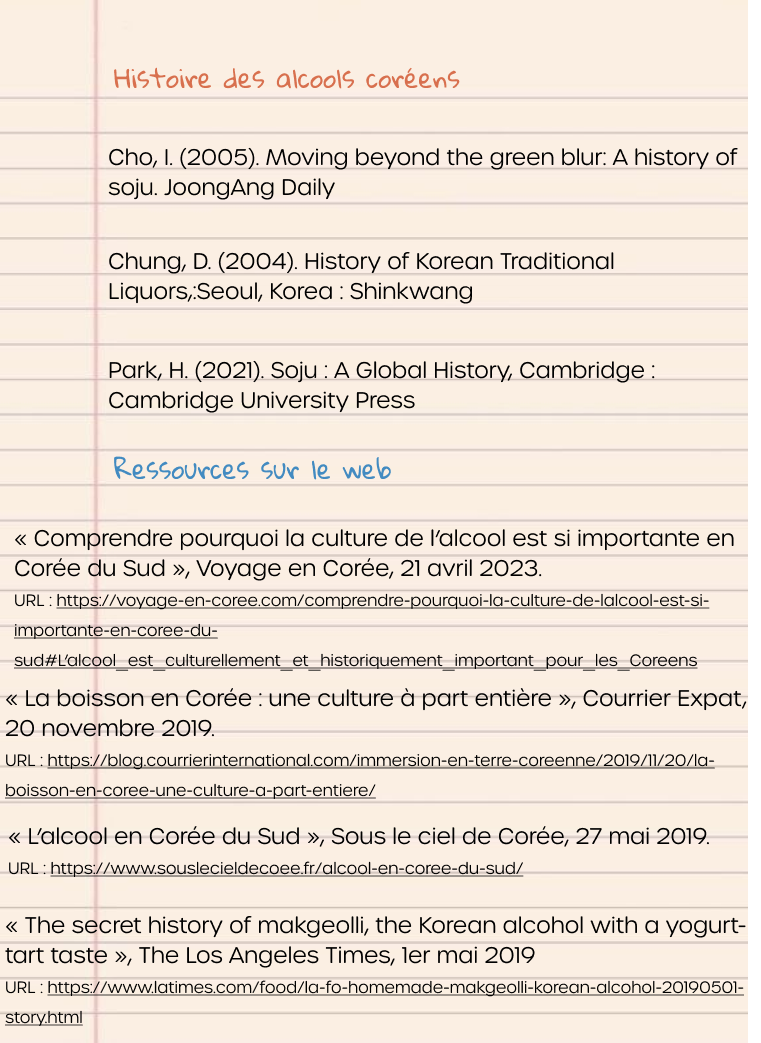 Histoire des alcools coréens
Cho, I. (2005). Moving beyond the green blur: A history of
soju. JoongAng Daily
Chung, D. (2004). History of Korean Traditional
Liquors,:Seoul, Korea : Shinkwang
Park, H. (2021). Soju : A Global History, Cambridge :
Cambridge University Press
Ressources sur le web
« Comprendre pourquoi la culture de l'alcool est si importante en
Corée du Sud », Voyage en Corée, 21 avril 2023.
URL : https://voyage-en-coree.com/comprendre-pourquoi-la-culture-de-lalcool-est-si-
importante-en-coree-du-
sud#L'alcool_est_culturellement_et_historiquement_important_pour_les_Coreens
« La boisson en Corée : une culture à part entière », Courrier Expat,
20 novembre 2019.
URL : https://blog.courrierinternational.com/immersion-en-terre-coreenne/2019/11/20/la-
boisson-en-coree-une-culture-a-part-entiere/
« L'alcool en Corée du Sud », Sous le ciel de Corée, 27 mai 2019.
URL : https://www.souslecieldecoee.fr/alcool-en-coree-du-sud/
« The secret history of makgeolli, the Korean alcohol with a yogurt-
tart taste », The Los Angeles Times, 1er mai 2019
URL : https://www.latimes.com/food/la-fo-homemade-makgeolli-korean-alcohol-20190501-
story.html